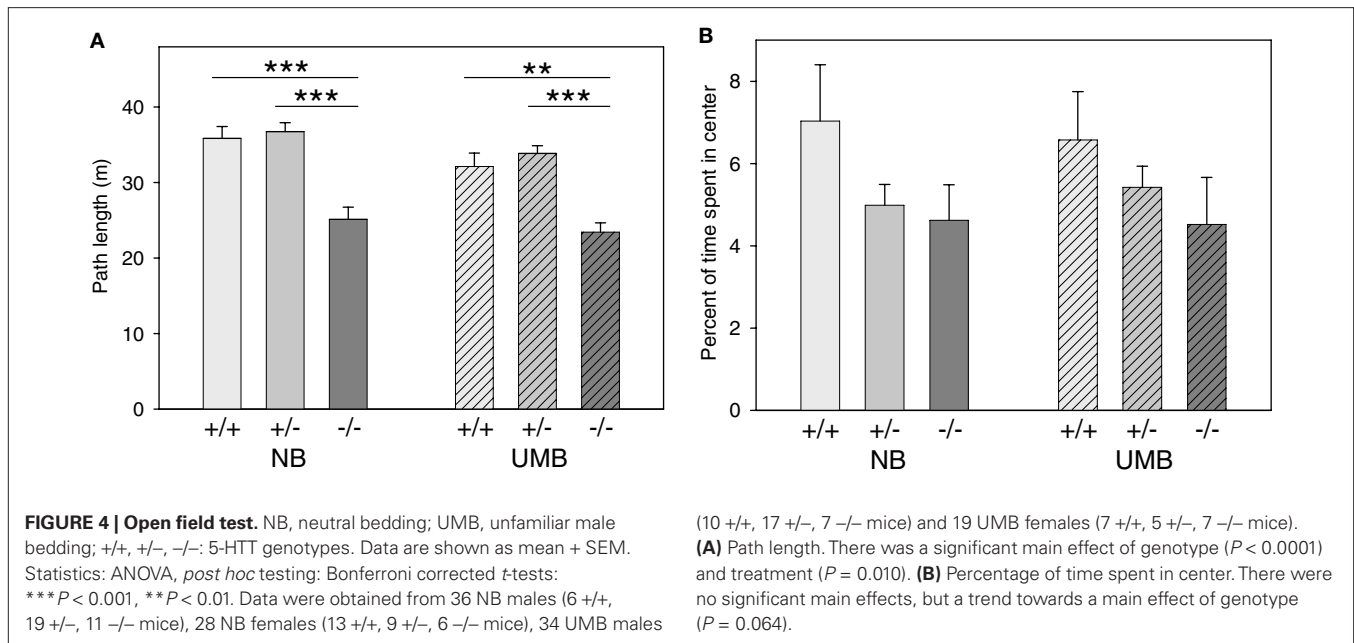 A
*** **
*** ***
40
30
20
10
0
Path length (m)
+/+ +/- -/- +/+ +/- -/-
NB UMB
B
8
6
4
2
0
Percent of time spent in center
+/+ +/- -/- +/+ +/- -/-
NB UMB
FIGURE 4 | Open field test. NB, neutral bedding; UMB, unfamiliar male
bedding; +/+, +/–, –/–: 5-HTT genotypes. Data are shown as mean + SEM.
Statistics: ANOVA, post hoc testing: Bonferroni corrected t-tests:
***P < 0.001, **P < 0.01. Data were obtained from 36 NB males (6 +/+,
19 +/–, 11 –/– mice), 28 NB females (13 +/+, 9 +/–, 6 –/– mice), 34 UMB males
(10 +/+, 17 +/–, 7 –/– mice) and 19 UMB females (7 +/+, 5 +/–, 7 –/– mice).
(A) Path length. There was a significant main effect of genotype (P < 0.0001)
and treatment (P = 0.010). (B) Percentage of time spent in center. There were
no significant main effects, but a trend towards a main effect of genotype
(P = 0.064).